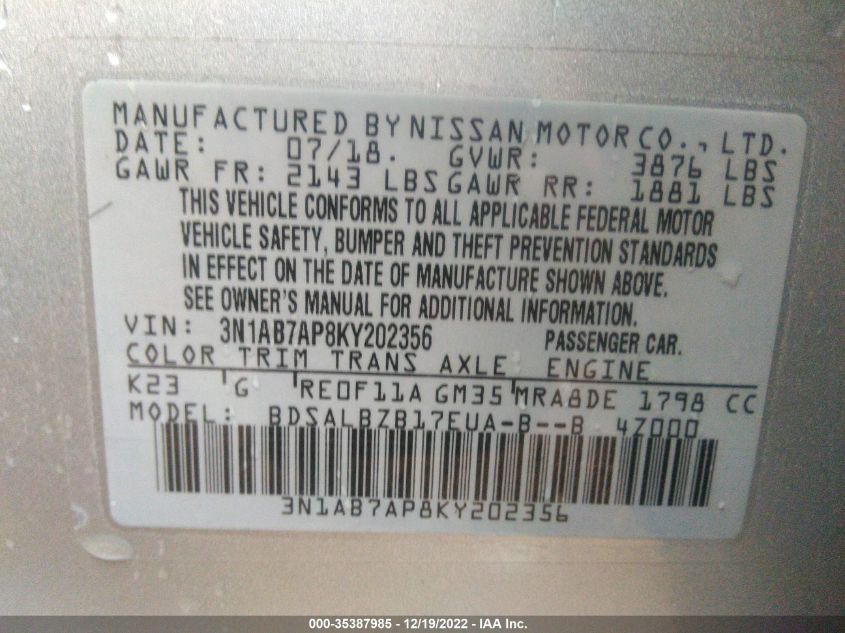 MANUFACTURED BY NISSAN MOTOR CO., LTD.
DATE: 07/18. GVWR: 3876 LBS
GAWR FR: 2143 LBS GAWR RR: 1881 LBS
THIS VEHICLE CONFORMS TO ALL APPLICABLE FEDERAL MOTOR
VEHICLE SAFETY, BUMPER AND THEFT PREVENTION STANDARDS
IN EFFECT ON THE DATE OF MANUFACTURE SHOWN ABOVE.
SEE OWNER'S MANUAL FOR ADDITIONAL INFORMATION.
VIN: 3N1AB7AP8KY202356 PASSENGER CAR.
COLOR TRIM TRANS AXLE ENGINE
K23 G RE0F11A GM35 MRA8DE 1798 CC
MODEL: BDSALBZB17EUA-B--B 4Z000
3N1AB7AP8KY202356
000-35387985 - 12/19/2022 - IAA Inc.